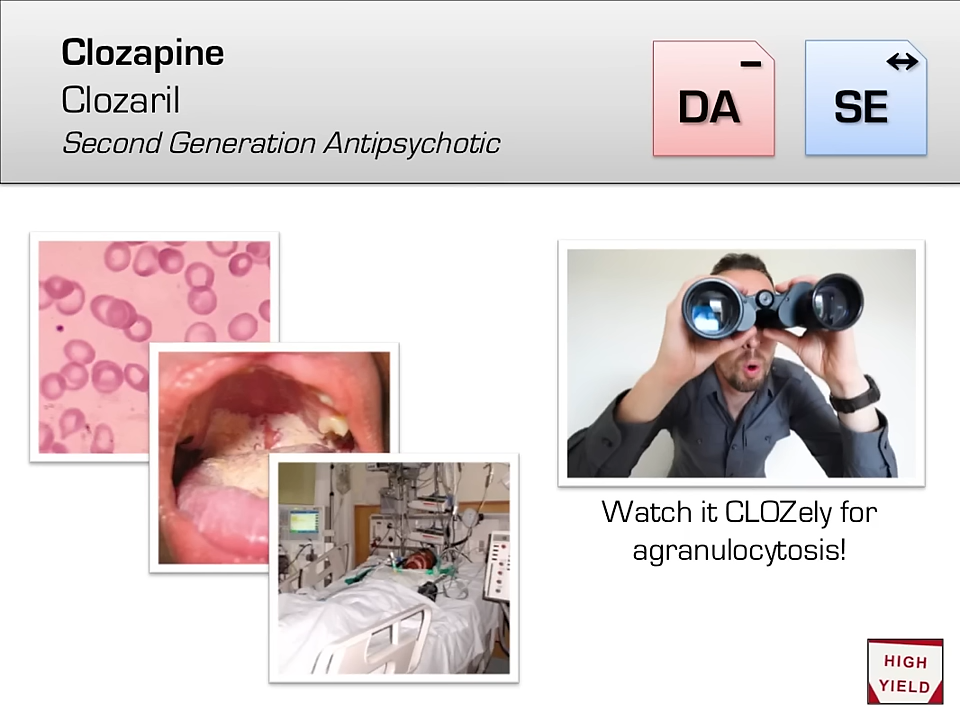 Clozapine
Clozaril
Second Generation Antipsychotic
DA
–
SE
↔
Watch it CLOZely for
agranulocytosis!
HIGH
YIELD